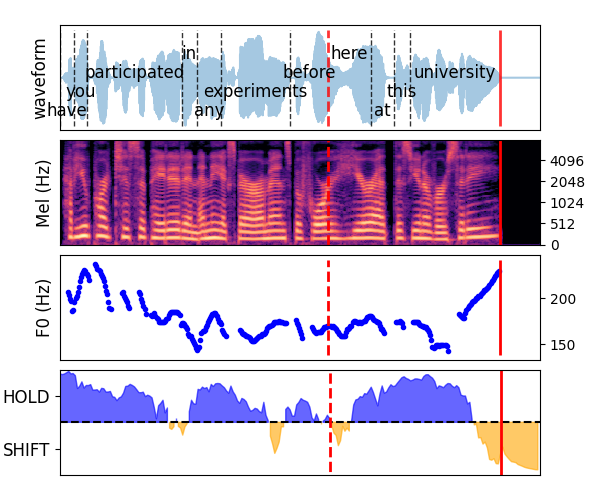 waveform
in
here
participated
before
university
you
experiments
this
have
any
at
Mel (Hz)
4096
2048
1024
512
0
F0 (Hz)
200
150
HOLD
SHIFT